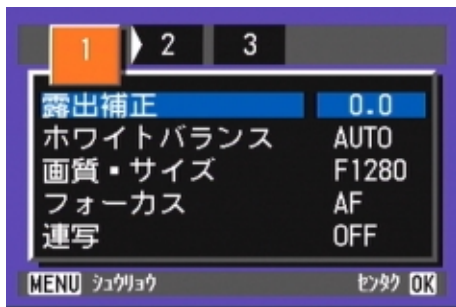 1 2 3
露出補正 0.0
ホワイトバランス AUTO
画質・サイズ F1280
フォーカス AF
連写 OFF
MENU ｼｭｳﾘｮｳ ｾﾝﾀｸ OK